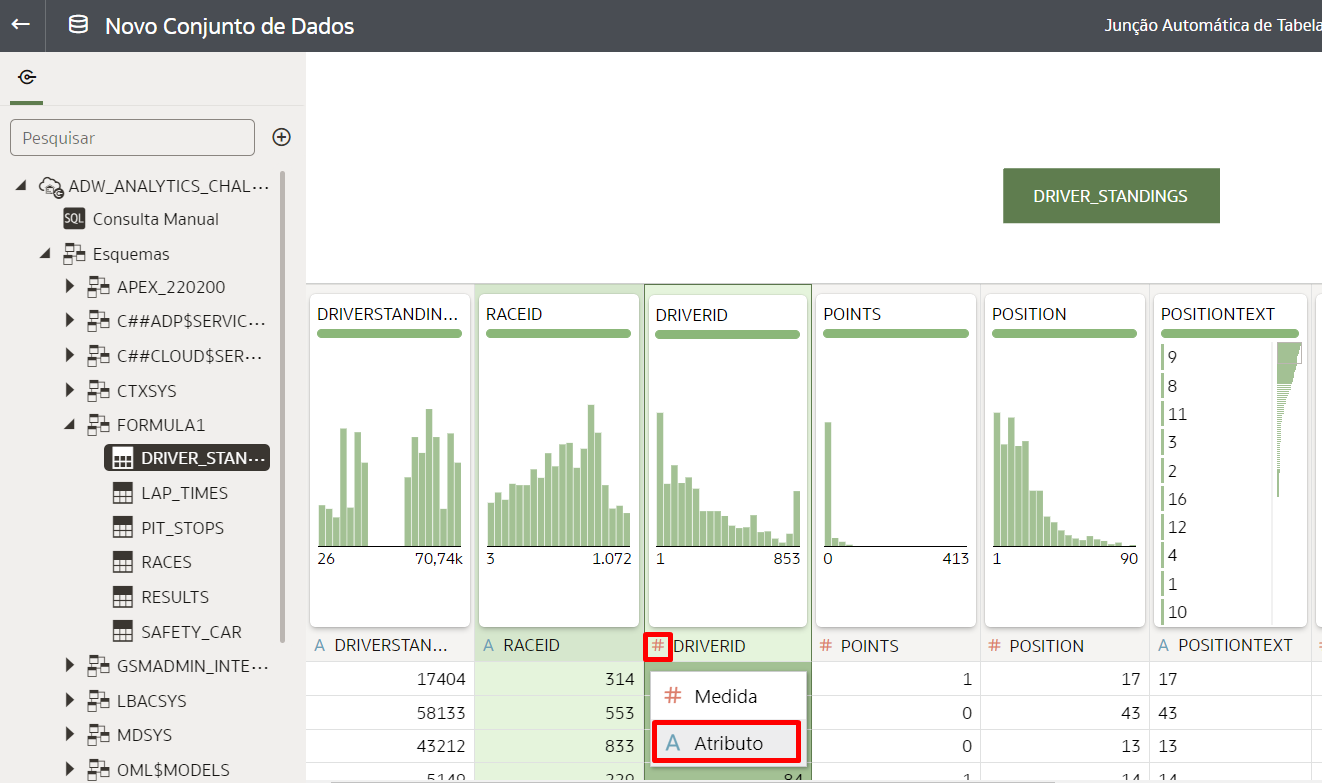 Novo Conjunto de Dados
Junção Automática de Tabela
Pesquisar
ADW_ANALYTICS_CHAL...
SQL Consulta Manual
Esquemas
APEX_220200
C##ADP$SERVIC...
C##CLOUD$SER...
CTXSYS
FORMULA1
DRIVER_STAN...
LAP_TIMES
PIT_STOPS
RACES
RESULTS
SAFETY_CAR
GSMADMIN_INTE...
LBACSYS
MDSYS
OML$MODELS
DRIVER_STANDINGS
DRIVERSTANDIN... RACEID DRIVERID POINTS POSITION POSITIONTEXT
9
8
11
3
2
16
12
4
1
10
26 70,74k 3 1.072 1 853 0 413 1 90
A DRIVERSTAN... A RACEID # DRIVERID # POINTS # POSITION A POSITIONTEXT
17404 314 1 17 17
58133 553 0 43 43
43212 833 0 13 13
5140 229 84 1 14 14
# Medida
A Atributo